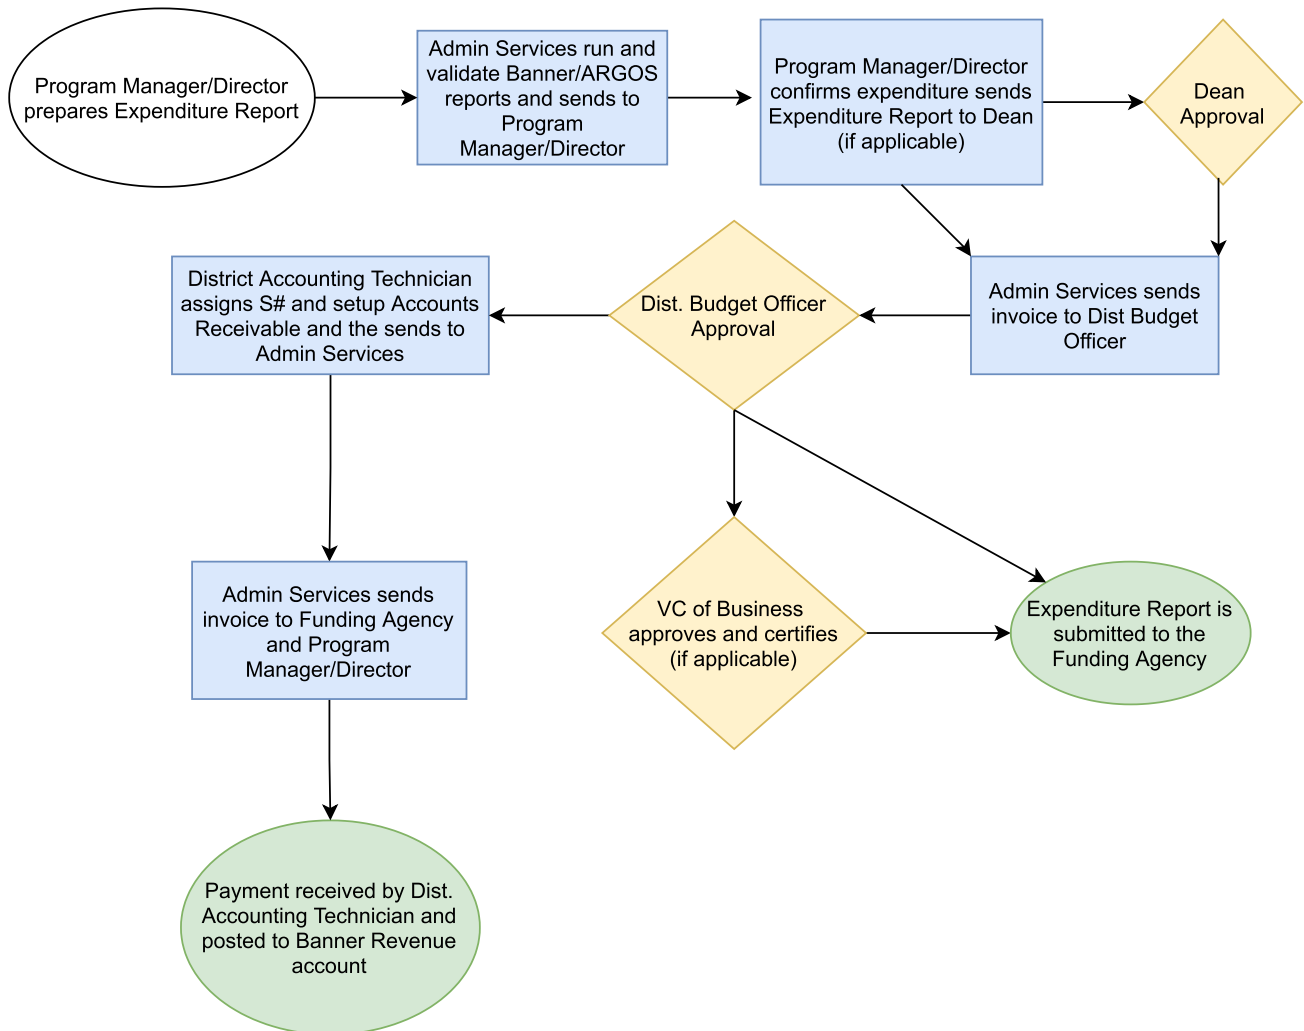 Program Manager/Director
prepares Expenditure Report
Admin Services run and
validate Banner/ARGOS
reports and sends to
Program
Manager/Director
Program Manager/Director
confirms expenditure sends
Expenditure Report to Dean
(if applicable)
Dean
Approval
Admin Services sends
invoice to Dist Budget
Officer
Dist. Budget Officer
Approval
District Accounting Technician
assigns S# and setup Accounts
Receivable and the sends to
Admin Services
Admin Services sends
invoice to Funding Agency
and Program
Manager/Director
VC of Business
approves and certifies
(if applicable)
Expenditure Report is
submitted to the
Funding Agency
Payment received by Dist.
Accounting Technician and
posted to Banner Revenue
account